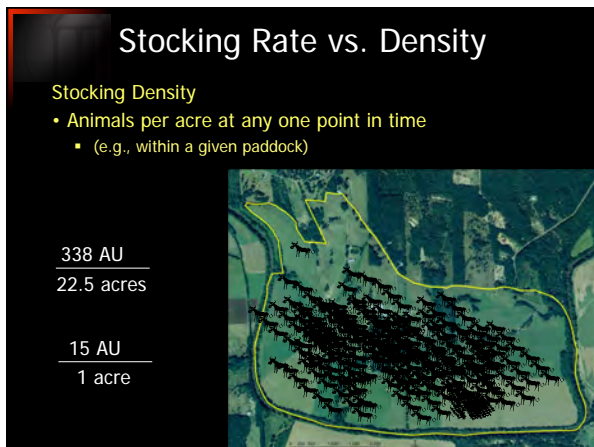 Stocking Rate vs. Density
Stocking Density
• Animals per acre at any one point in time
▪ (e.g., within a given paddock)
338 AU
22.5 acres
15 AU
1 acre